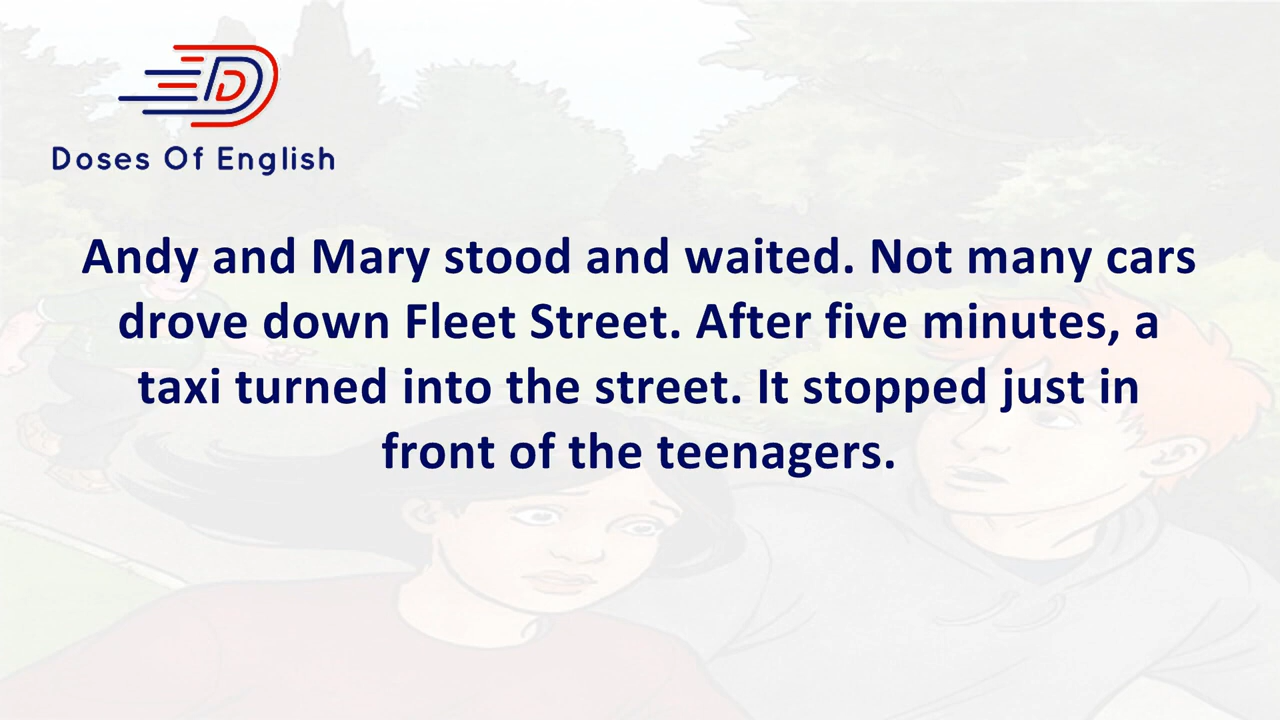 Doses Of English
Andy and Mary stood and waited. Not many cars
drove down Fleet Street. After five minutes, a
taxi turned into the street. It stopped just in
front of the teenagers.